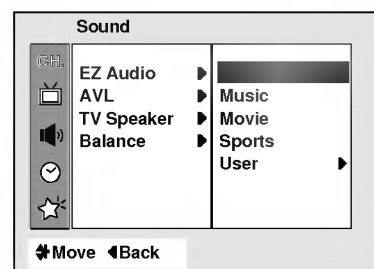 Sound
CH.
EZ Audio
AVL
TV Speaker
Balance
Music
Movie
Sports
User
Move Back